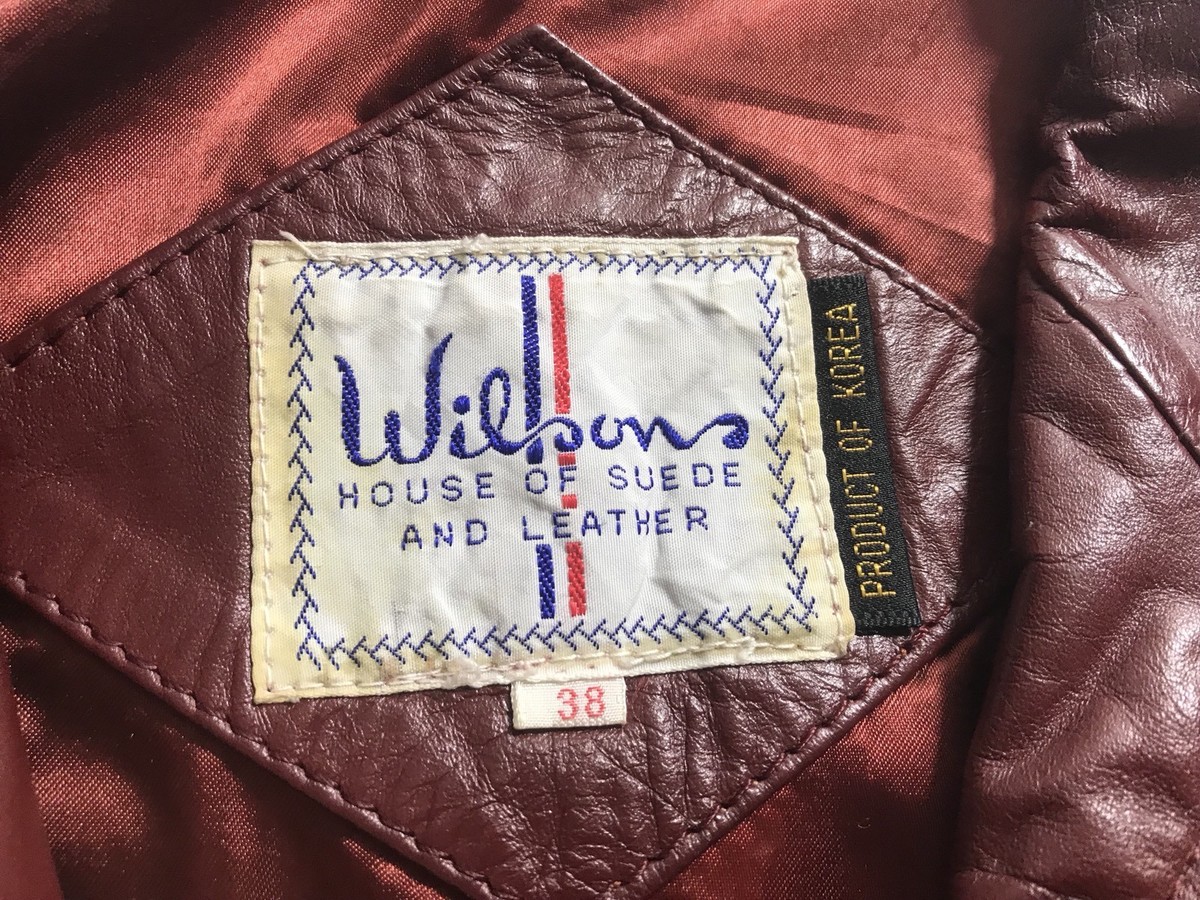 Wilsons
HOUSE OF SUEDE
AND LEATHER
PRODUCT OF KOREA
38